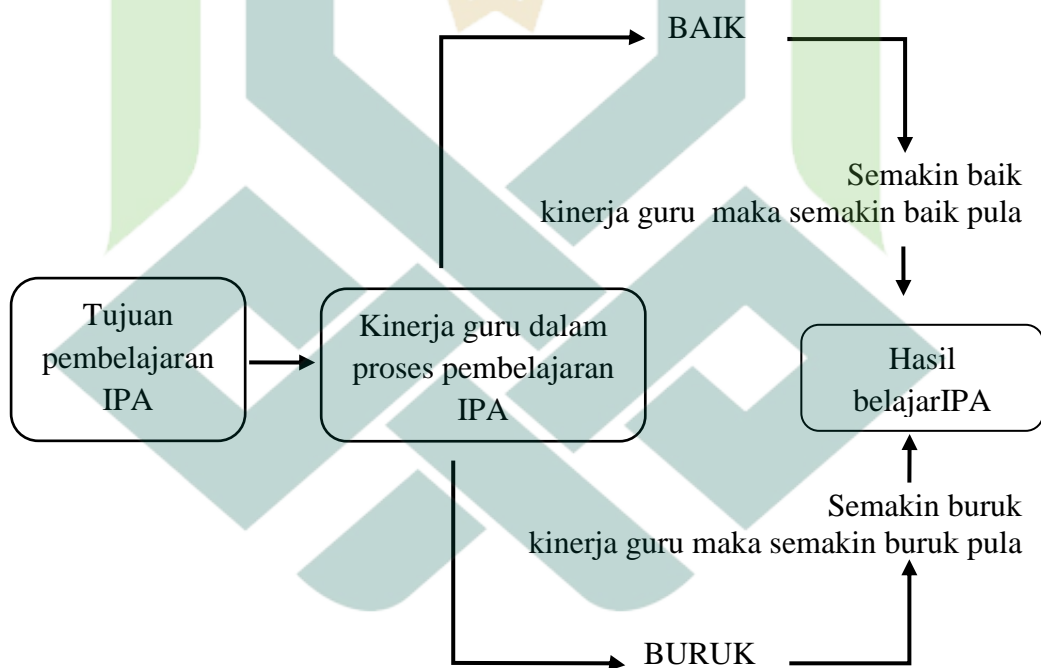 BAIK
Semakin baik
kinerja guru maka semakin baik pula
Tujuan
pembelajaran
IPA
Kinerja guru dalam
proses pembelajaran
IPA
Hasil
belajarIPA
Semakin buruk
kinerja guru maka semakin buruk pula
BURUK